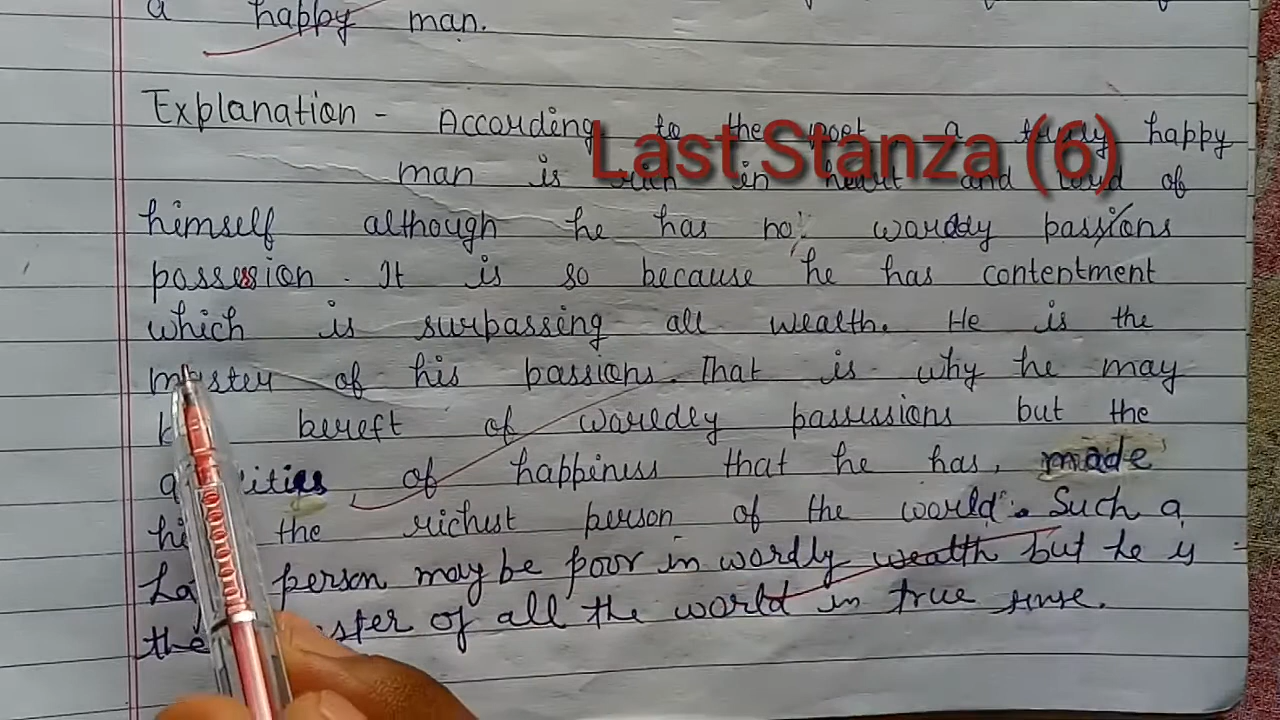 a happy man.
Explanation - According to the poet a truly happy
Last Stanza (6)
man is rich in heart and lord of
himself although he has no wardly passions
possession. It is so because he has contentment
which is surpassing all wealth. He is the
master of his passions. That is why he may
bereft of waredly possessions but the
of happiness that he has, made
the richest person of the world. Such a
person may be poor in wordly wealth but he is
the of all the world in true sense.